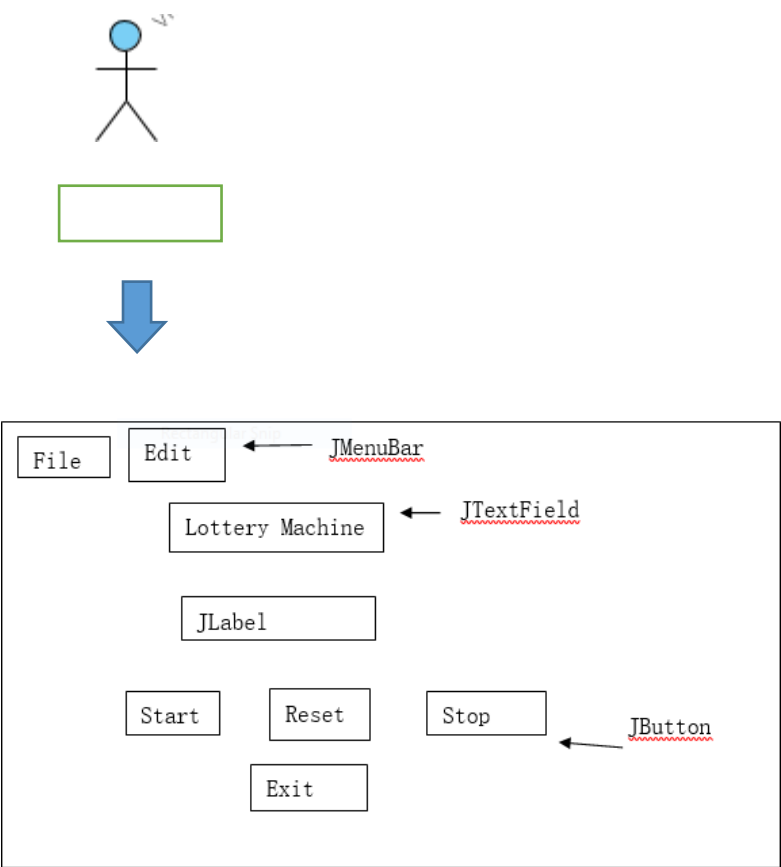 File
Edit
JMenuBar
Lottery Machine
JTextField
JLabel
Start
Reset
Stop
JButton
Exit